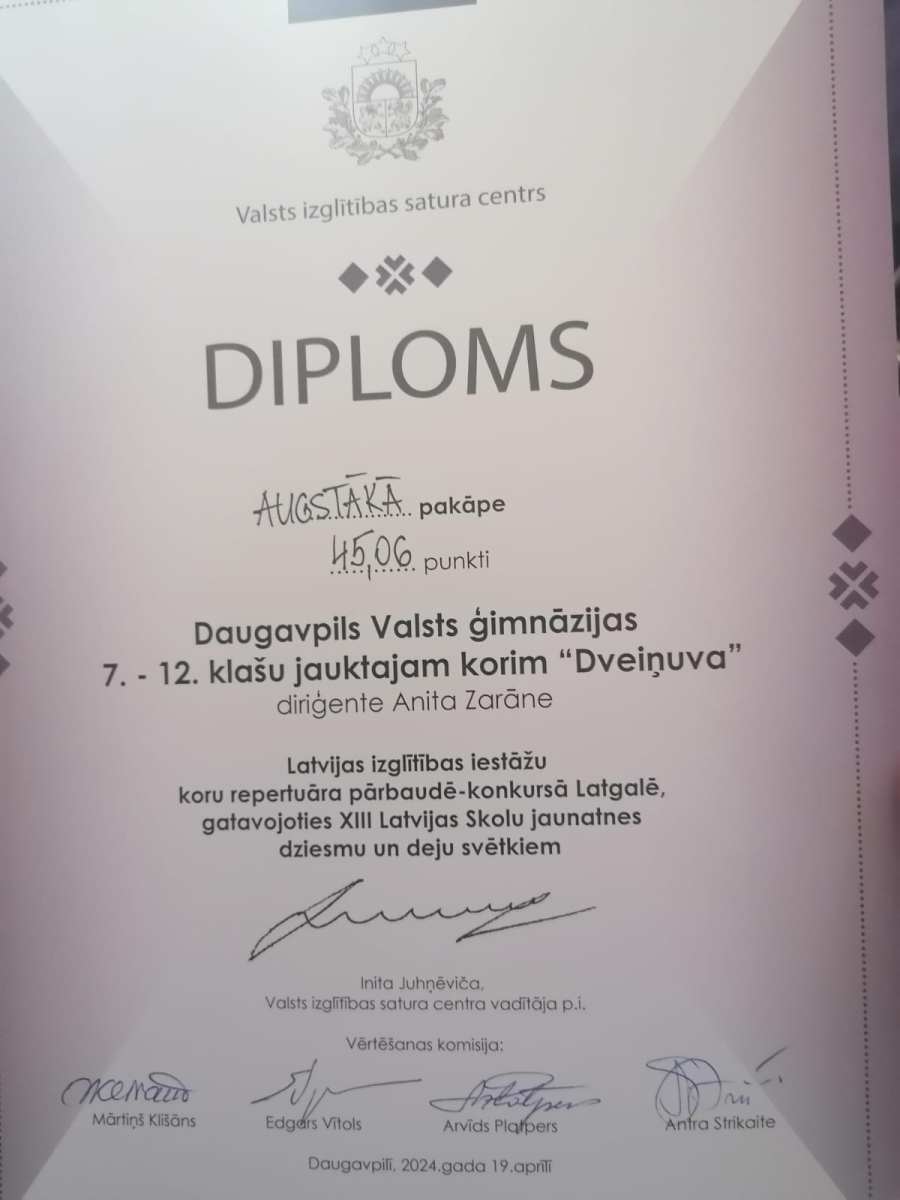 Valsts izglītības satura centrs
DIPLOMS
AUGSTĀKĀ pakāpe
45,06 punkti
Daugavpils Valsts ģimnāzijas
7. - 12. klašu jauktajam korim “Dveiņuva”
diriģente Anita Zarāne
Latvijas izglītības iestāžu
koru repertuāra pārbaudē-konkursā Latgalē,
gatavojoties XIII Latvijas Skolu jaunatnes
dziesmu un deju svētkiem
Inita Juhņēviča,
Valsts izglītības satura centra vadītāja p.i.
Vērtēšanas komisija:
Mārtiņš Klišāns Edgars Vītols Arvīds Platpers Antra Strikaite
Daugavpilī, 2024.gada 19.aprīlī